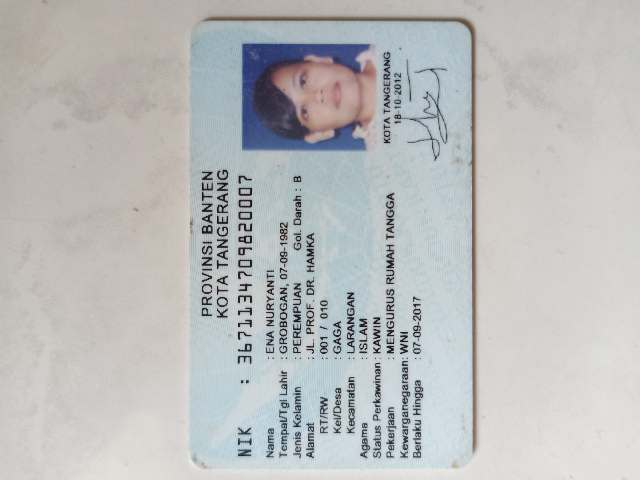 PROVINSI BANTEN
KOTA TANGERANG
NIK : 3671134709820007
Nama : ENA NURYANTI
Tempat/Tgl Lahir : GROBOGAN, 07-09-1982
Jenis Kelamin : PEREMPUAN Gol. Darah : B
Alamat : JL. PROF. DR. HAMKA
RT/RW : 001 / 010
Kel/Desa : GAGA
Kecamatan : LARANGAN
Agama : ISLAM
Status Perkawinan: KAWIN
Pekerjaan : MENGURUS RUMAH TANGGA
Kewarganegaraan: WNI
Berlaku Hingga : 07-09-2017
KOTA TANGERANG
18-10-2012